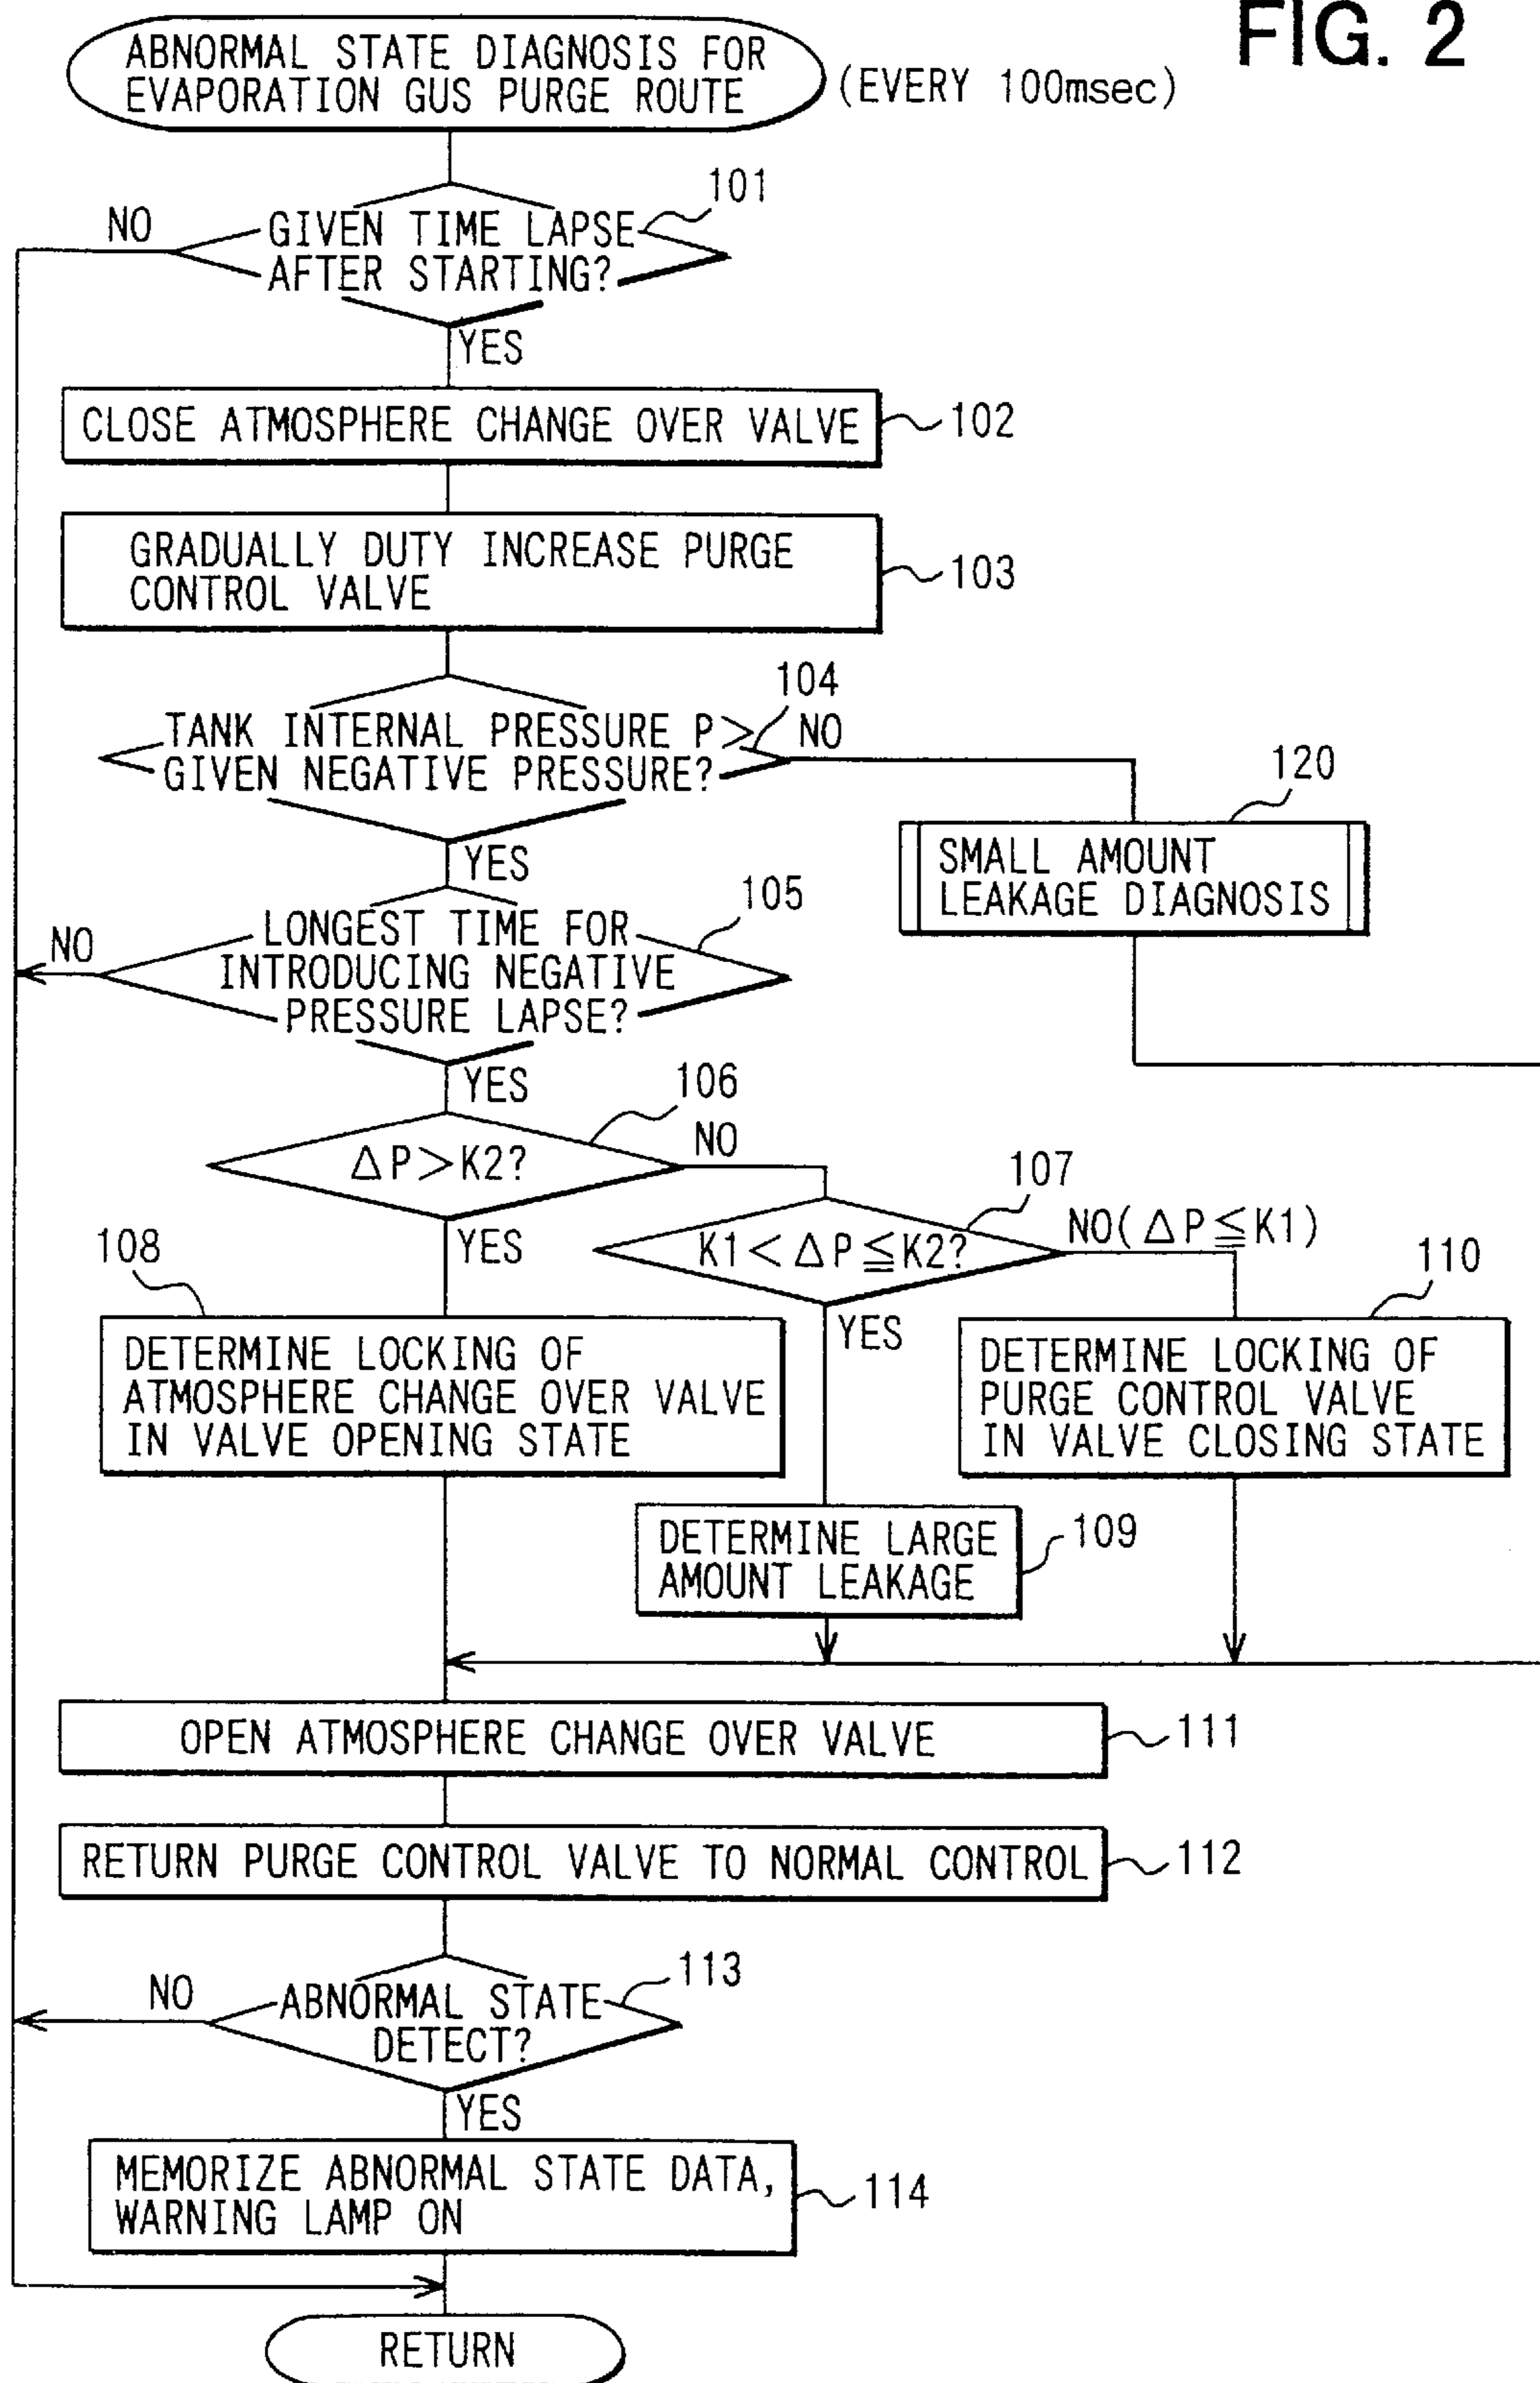 FIG. 2
ABNORMAL STATE DIAGNOSIS FOR
EVAPORATION GUS PURGE ROUTE
(EVERY 100msec)
101
NO
GIVEN TIME LAPSE
AFTER STARTING?
YES
CLOSE ATMOSPHERE CHANGE OVER VALVE
102
GRADUALLY DUTY INCREASE PURGE
CONTROL VALVE
103
104
TANK INTERNAL PRESSURE P>
GIVEN NEGATIVE PRESSURE?
NO
120
SMALL AMOUNT
LEAKAGE DIAGNOSIS
YES
105
NO
LONGEST TIME FOR
INTRODUCING NEGATIVE
PRESSURE LAPSE?
YES
106
ΔP>K2?
NO
107
K1<ΔP≦K2?
NO(ΔP≦K1)
YES
108
110
YES
DETERMINE LOCKING OF
ATMOSPHERE CHANGE OVER VALVE
IN VALVE OPENING STATE
DETERMINE LOCKING OF
PURGE CONTROL VALVE
IN VALVE CLOSING STATE
DETERMINE LARGE
AMOUNT LEAKAGE
109
OPEN ATMOSPHERE CHANGE OVER VALVE
111
RETURN PURGE CONTROL VALVE TO NORMAL CONTROL
112
113
NO
ABNORMAL STATE
DETECT?
YES
MEMORIZE ABNORMAL STATE DATA,
WARNING LAMP ON
114
RETURN